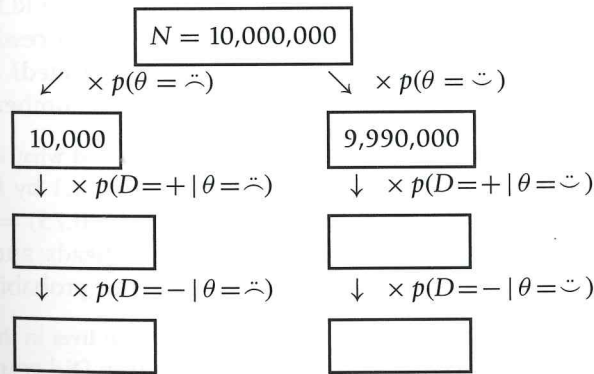 N = 10,000,000
↙ × p(θ = ⍨) ↘ × p(θ = ⍥)
10,000 9,990,000
↓ × p(D=+|θ=⍨) ↓ × p(D=+|θ=⍥)
↓ × p(D=−|θ=⍨) ↓ × p(D=−|θ=⍥)